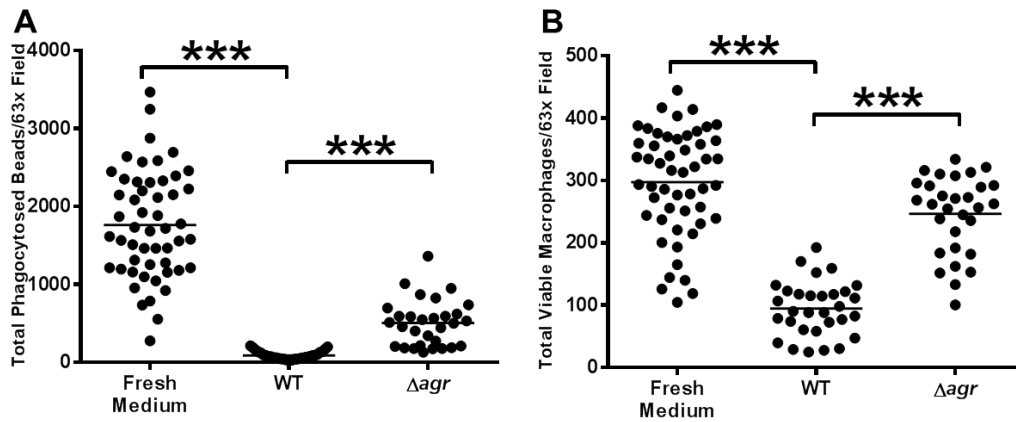 A
Total Phagocytosed Beads/63x Field
4000
3000
2000
1000
0
***
***
Fresh
Medium
WT
Δagr
B
Total Viable Macrophages/63x Field
500
400
300
200
100
0
***
***
Fresh
Medium
WT
Δagr